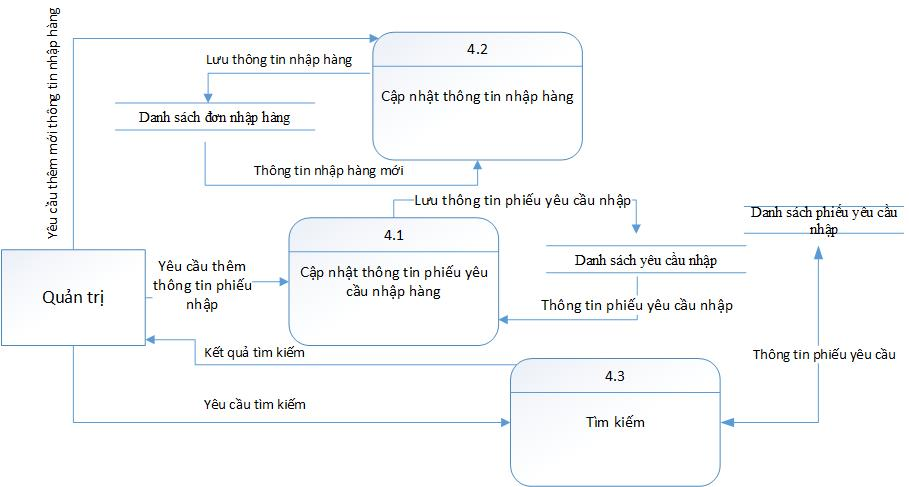 Yêu cầu thêm mới thông tin nhập hàng
4.2
Lưu thông tin nhập hàng
Cập nhật thông tin nhập hàng
Danh sách đơn nhập hàng
Thông tin nhập hàng mới
Lưu thông tin phiếu yêu cầu nhập
Danh sách phiếu yêu cầu
nhập
4.1
Cập nhật thông tin phiếu yêu
cầu nhập hàng
Danh sách yêu cầu nhập
Quản trị
Yêu cầu thêm
thông tin phiếu
nhập
Thông tin phiếu yêu cầu nhập
Kết quả tìm kiếm
Thông tin phiếu yêu cầu
4.3
Yêu cầu tìm kiếm
Tìm kiếm